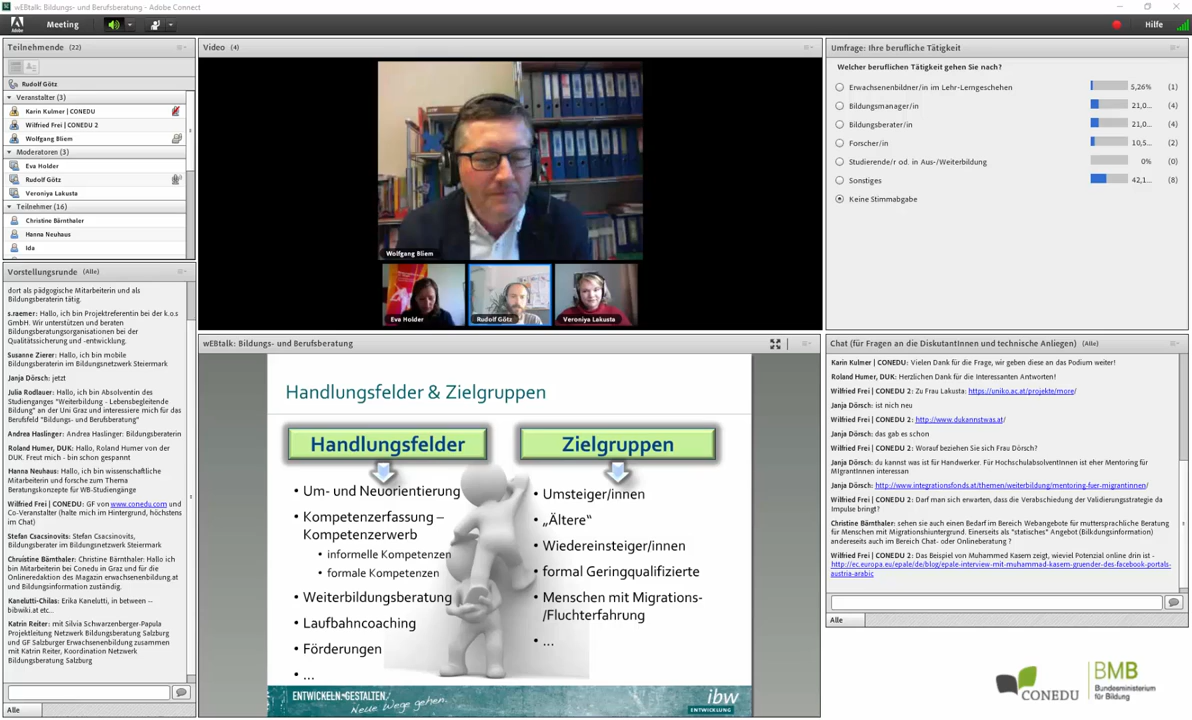 wEBtalk: Bildungs- und Berufsberatung - Adobe Connect
Meeting
Hilfe
Teilnehmende (22)
Rudolf Götz
Veranstalter (3)
Karin Kulmer | CONEDU
Wilfried Frei | CONEDU 2
Wolfgang Bliem
Moderatoren (3)
Eva Holder
Rudolf Götz
Veroniya Lakusta
Teilnehmer (16)
Christine Bärnthaler
Hanna Neuhaus
Ida
Vorstellungsrunde (Alle)
dort als pädgogische Mitarbeiterin und als
Bildungsberaterin tätig.
s.raemer: Hallo, ich bin Projektreferentin bei der k.o.s
GmbH. Wir unterstützen und beraten
Bildungsberatungsorganisationen bei der
Qualitätssicherung und -entwicklung.
Susanne Zierer: Hallo, ich bin mobile
Bildungsberaterin im Bildungsnetzwerk Steiermark
Janja Dörsch: jetzt
Julia Rodlauer: Hallo, ich bin Absolventin des
Studienganges "Weiterbildung - Lebensbegleitende
Bildung" an der Uni Graz und interessiere mich für das
Berufsfeld "Bildungs- und Berufsberatung"
Andrea Haslinger: Andrea Haslinger: Bildungsberaterin
Roland Humer, DUK: Hallo, Roland Humer von der
DUK. Freut mich - bin schon gespannt
Hanna Neuhaus: Hallo, ich bin wissenschaftliche
Mitarbeiterin und forsche zum Thema
Beratungskonzepte für WB-Studiengänge
Wilfried Frei | CONEDU: GF von www.conedu.com und
Co-Veranstalter (halte mich im Hintergrund, höchstens
im Chat)
Stefan Csacsinovits: Stefan Csacsinovits,
Bildungsberater im Bildungsnetzwerk Steiermark
Chruistine Bärnthaler: Christine Bärnthaler: Hallo ich
bin Mitarbeiterin bei Conedu in Graz und für die
Onlineredaktion des Magazin erwachsenenbildung.at
und Bildungsinformation zuständig.
Kanelutti-Chilas: Erika Kanelutti, in between --
bibwiki.at etc..
Katrin Reiter: mit Silvia Schwarzenberger-Papula
Projektleitung Netzwerk Bildungsberatung Salzburg
und GF Salzburger Erwachsenenbildung zusammen
mit Katrin Reiter, Koordination Netzwerk
Bildungsberatung Salzburg
Alle
Video (4)
Wolfgang Bliem
Eva Holder
Rudolf Götz
Veroniya Lakusta
wEBtalk: Bildungs- und Berufsberatung
Handlungsfelder & Zielgruppen
Handlungsfelder
• Um- und Neuorientierung
• Kompetenzerfassung –
Kompetenzerwerb
• informelle Kompetenzen
• formale Kompetenzen
• Weiterbildungsberatung
• Laufbahncoaching
• Förderungen
• ...
Zielgruppen
• Umsteiger/innen
• „Ältere“
• Wiedereinsteiger/innen
• formal Geringqualifizierte
• Menschen mit Migrations-
/Fluchterfahrung
• ...
ENTWICKELN.GESTALTEN.
Neue Wege gehen.
ibw
ENTWICKLUNG
Umfrage: Ihre berufliche Tätigkeit
Welcher beruflichen Tätigkeit gehen Sie nach?
Erwachsenenbildner/in im Lehr-Lerngeschehen 5,26% (1)
Bildungsmanager/in 21,0... (4)
Bildungsberater/in 21,0... (4)
Forscher/in 10,5... (2)
Studierende/r od. in Aus-/Weiterbildung 0% (0)
Sonstiges 42,1... (8)
Keine Stimmabgabe
Chat (für Fragen an die DiskutantInnen und technische Anliegen) (Alle)
Karin Kulmer | CONEDU: Vielen Dank für die Frage, wir geben diese an das Podium weiter!
Roland Humer, DUK: Herzlichen Dank für die Interessanten Antworten!
Wilfried Frei | CONEDU 2: Zu Frau Lakusta: https://uniko.ac.at/projekte/more/
Janja Dörsch: ist nich neu
Wilfried Frei | CONEDU 2: http://www.dukannstwas.at/
Janja Dörsch: das gab es schon
Wilfried Frei | CONEDU 2: Worauf beziehen Sie sich Frau Dörsch?
Janja Dörsch: du kannst was ist für Handwerker. Für HochschulabsolventInnen ist eher Mentoring für
MIgrantInnen interessan
Janja Dörsch: http://www.integrationsfonds.at/themen/weiterbildung/mentoring-fuer-migrantinnen/
Wilfried Frei | CONEDU 2: Darf man sich erwarten, dass die Verabschiedung der Validierungsstrategie da
Impulse bringt?
Christine Bärnthaler: sehen sie auch einen Bedarf im Bereich Webangebote für muttersprachliche Beratung
für Menschen mit Migrationshuntergrund. Einerseits als "statisches" Angebot (Bilkdungsinformation)
andereseits auch im Bereich Chat- oder Onlineberatung ?
Wilfried Frei | CONEDU 2: Das Beispiel von Muhammed Kasem zeigt, wieviel Potenzial online drin ist -
http://ec.europa.eu/epale/de/blog/epale-interview-mit-muhammad-kasem-gruender-des-facebook-portals-
austria-arabic
Alle
CONEDU
BMB
Bundesministerium
für Bildung